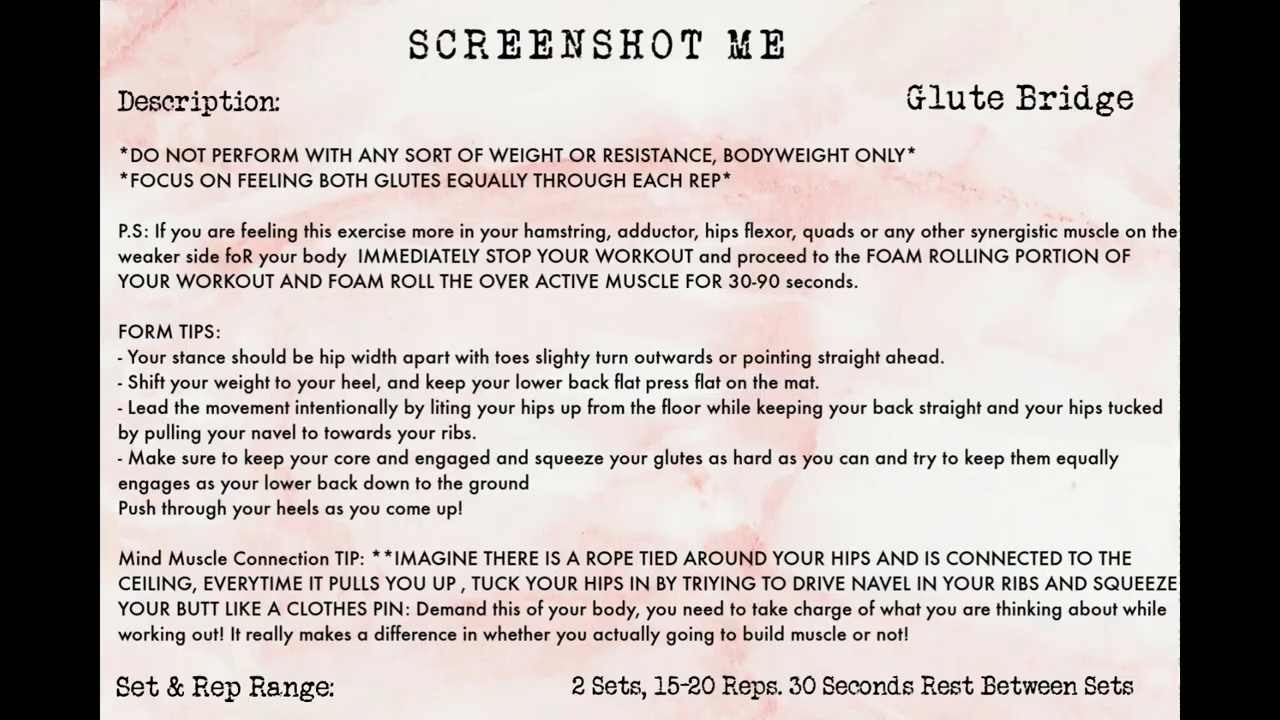 SCREENSHOT ME
Description:
Glute Bridge
*DO NOT PERFORM WITH ANY SORT OF WEIGHT OR RESISTANCE, BODYWEIGHT ONLY*
*FOCUS ON FEELING BOTH GLUTES EQUALLY THROUGH EACH REP*
P.S: If you are feeling this exercise more in your hamstring, adductor, hips flexor, quads or any other synergistic muscle on the
weaker side foR your body IMMEDIATELY STOP YOUR WORKOUT and proceed to the FOAM ROLLING PORTION OF
YOUR WORKOUT AND FOAM ROLL THE OVER ACTIVE MUSCLE FOR 30-90 seconds.
FORM TIPS:
- Your stance should be hip width apart with toes slighty turn outwards or pointing straight ahead.
- Shift your weight to your heel, and keep your lower back flat press flat on the mat.
- Lead the movement intentionally by liting your hips up from the floor while keeping your back straight and your hips tucked
by pulling your navel to towards your ribs.
- Make sure to keep your core and engaged and squeeze your glutes as hard as you can and try to keep them equally
engages as your lower back down to the ground
Push through your heels as you come up!
Mind Muscle Connection TIP: **IMAGINE THERE IS A ROPE TIED AROUND YOUR HIPS AND IS CONNECTED TO THE
CEILING, EVERYTIME IT PULLS YOU UP , TUCK YOUR HIPS IN BY TRIYING TO DRIVE NAVEL IN YOUR RIBS AND SQUEEZE
YOUR BUTT LIKE A CLOTHES PIN: Demand this of your body, you need to take charge of what you are thinking about while
working out! It really makes a difference in whether you actually going to build muscle or not!
Set & Rep Range:
2 Sets, 15-20 Reps. 30 Seconds Rest Between Sets